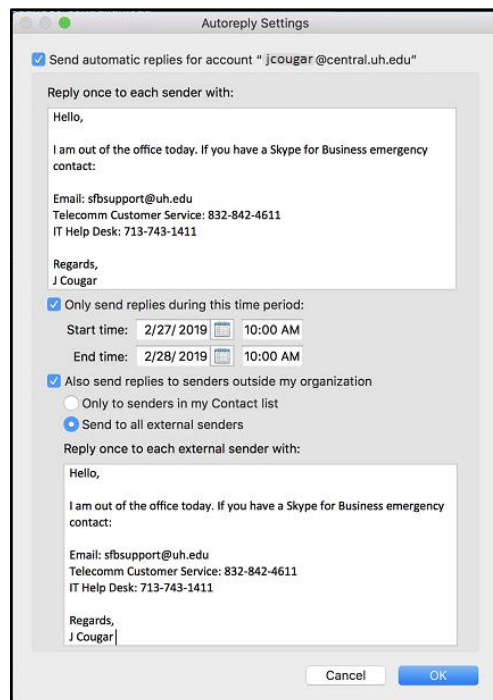 Autoreply Settings
Send automatic replies for account “ jcougar @central.uh.edu”
Reply once to each sender with:
Hello,
I am out of the office today. If you have a Skype for Business emergency
contact:
Email: sfbsupport@uh.edu
Telecomm Customer Service: 832-842-4611
IT Help Desk: 713-743-1411
Regards,
J Cougar
Only send replies during this time period:
Start time: 2/27/2019 10:00 AM
End time: 2/28/2019 10:00 AM
Also send replies to senders outside my organization
Only to senders in my Contact list
Send to all external senders
Reply once to each external sender with:
Hello,
I am out of the office today. If you have a Skype for Business emergency
contact:
Email: sfbsupport@uh.edu
Telecomm Customer Service: 832-842-4611
IT Help Desk: 713-743-1411
Regards,
J Cougar
Cancel OK